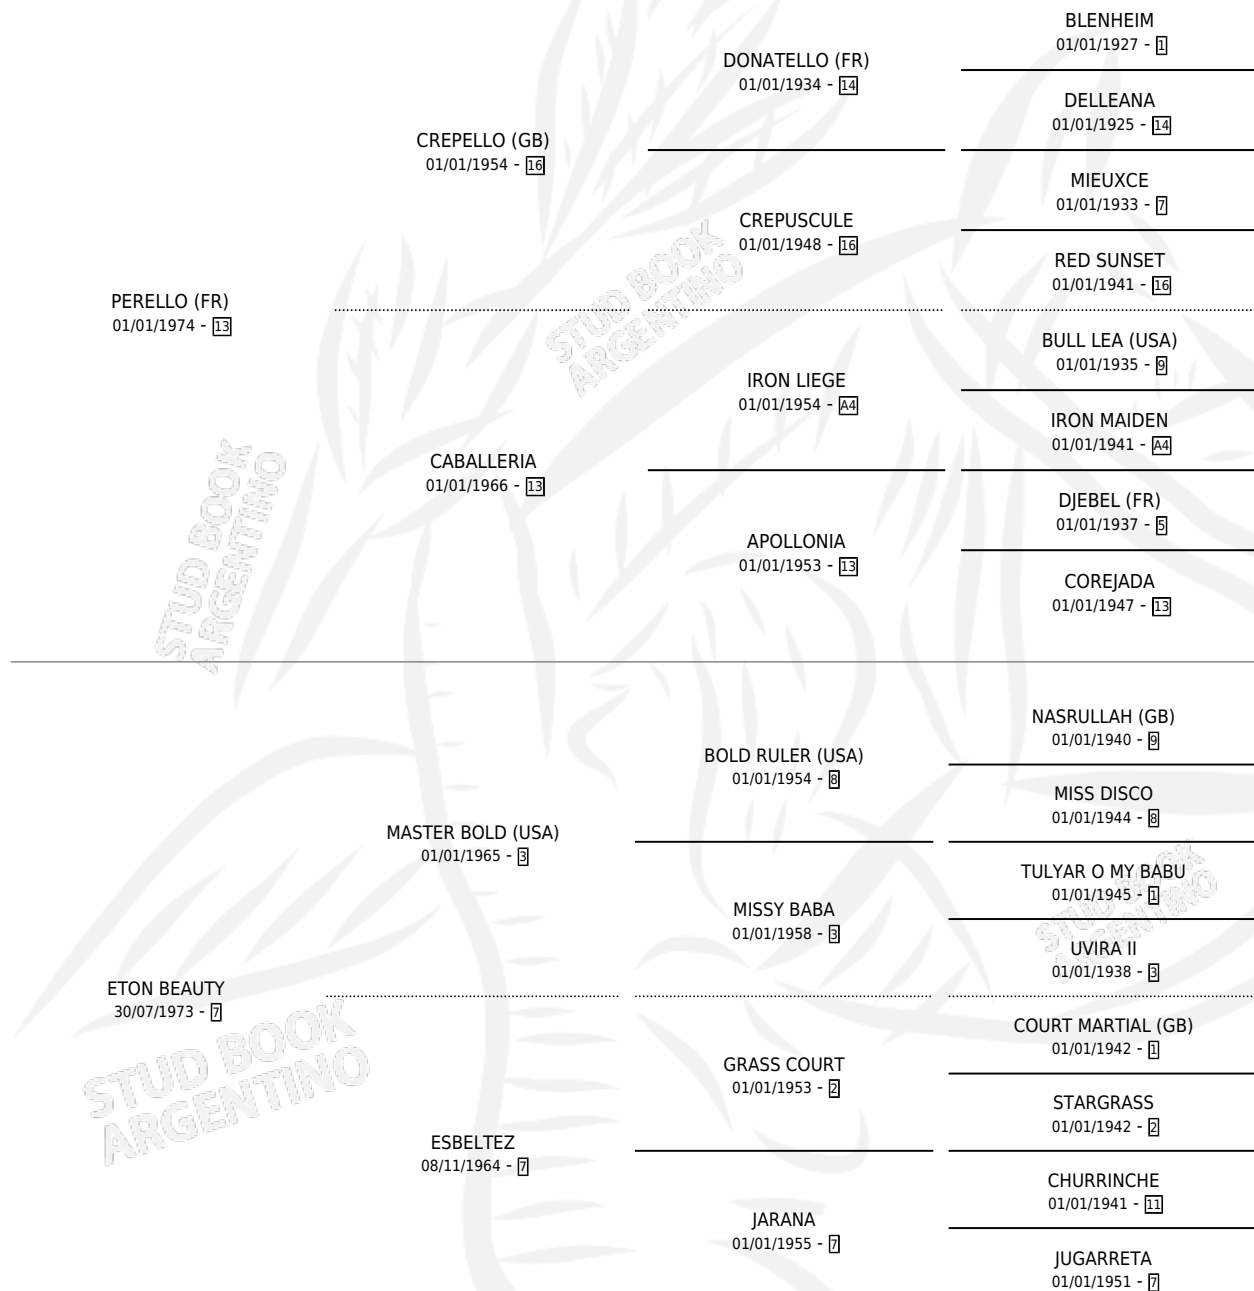 BLENHEIM
01/01/1927 - 1
DONATELLO (FR)
01/01/1934 - 14
DELLEANA
01/01/1925 - 14
CREPELLO (GB)
01/01/1954 - 16
MIEUXCE
01/01/1933 - 7
CREPUSCULE
01/01/1948 - 16
RED SUNSET
01/01/1941 - 16
PERELLO (FR)
01/01/1974 - 13
STUD BOOK
ARGENTINO
BULL LEA (USA)
01/01/1935 - 9
IRON LIEGE
01/01/1954 - A4
IRON MAIDEN
01/01/1941 - A4
CABALLERIA
01/01/1966 - 13
DJEBEL (FR)
01/01/1937 - 5
APOLLONIA
01/01/1953 - 13
COREJADA
01/01/1947 - 13
STUD BOOK
ARGENTINO
NASRULLAH (GB)
01/01/1940 - 9
BOLD RULER (USA)
01/01/1954 - 8
MISS DISCO
01/01/1944 - 8
MASTER BOLD (USA)
01/01/1965 - 3
TULYAR O MY BABU
01/01/1945 - 1
MISSY BABA
01/01/1958 - 3
STUD BOOK
ARGENTINO
UVIRA II
01/01/1938 - 3
ETON BEAUTY
30/07/1973 - 7
STUD BOOK
ARGENTINO
COURT MARTIAL (GB)
01/01/1942 - 1
GRASS COURT
01/01/1953 - 2
STARGRASS
01/01/1942 - 2
ESBELTEZ
08/11/1964 - 7
CHURRINCHE
01/01/1941 - 11
JARANA
01/01/1955 - 7
JUGARRETA
01/01/1951 - 7